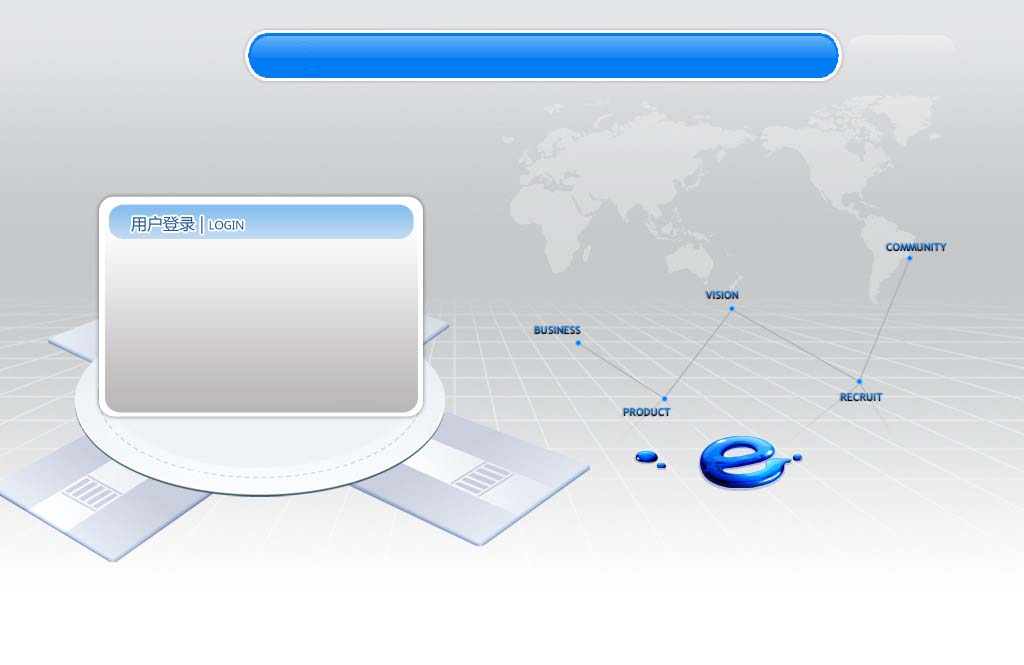 用户登录 | LOGIN
COMMUNITY
VISION
BUSINESS
RECRUIT
PRODUCT
e